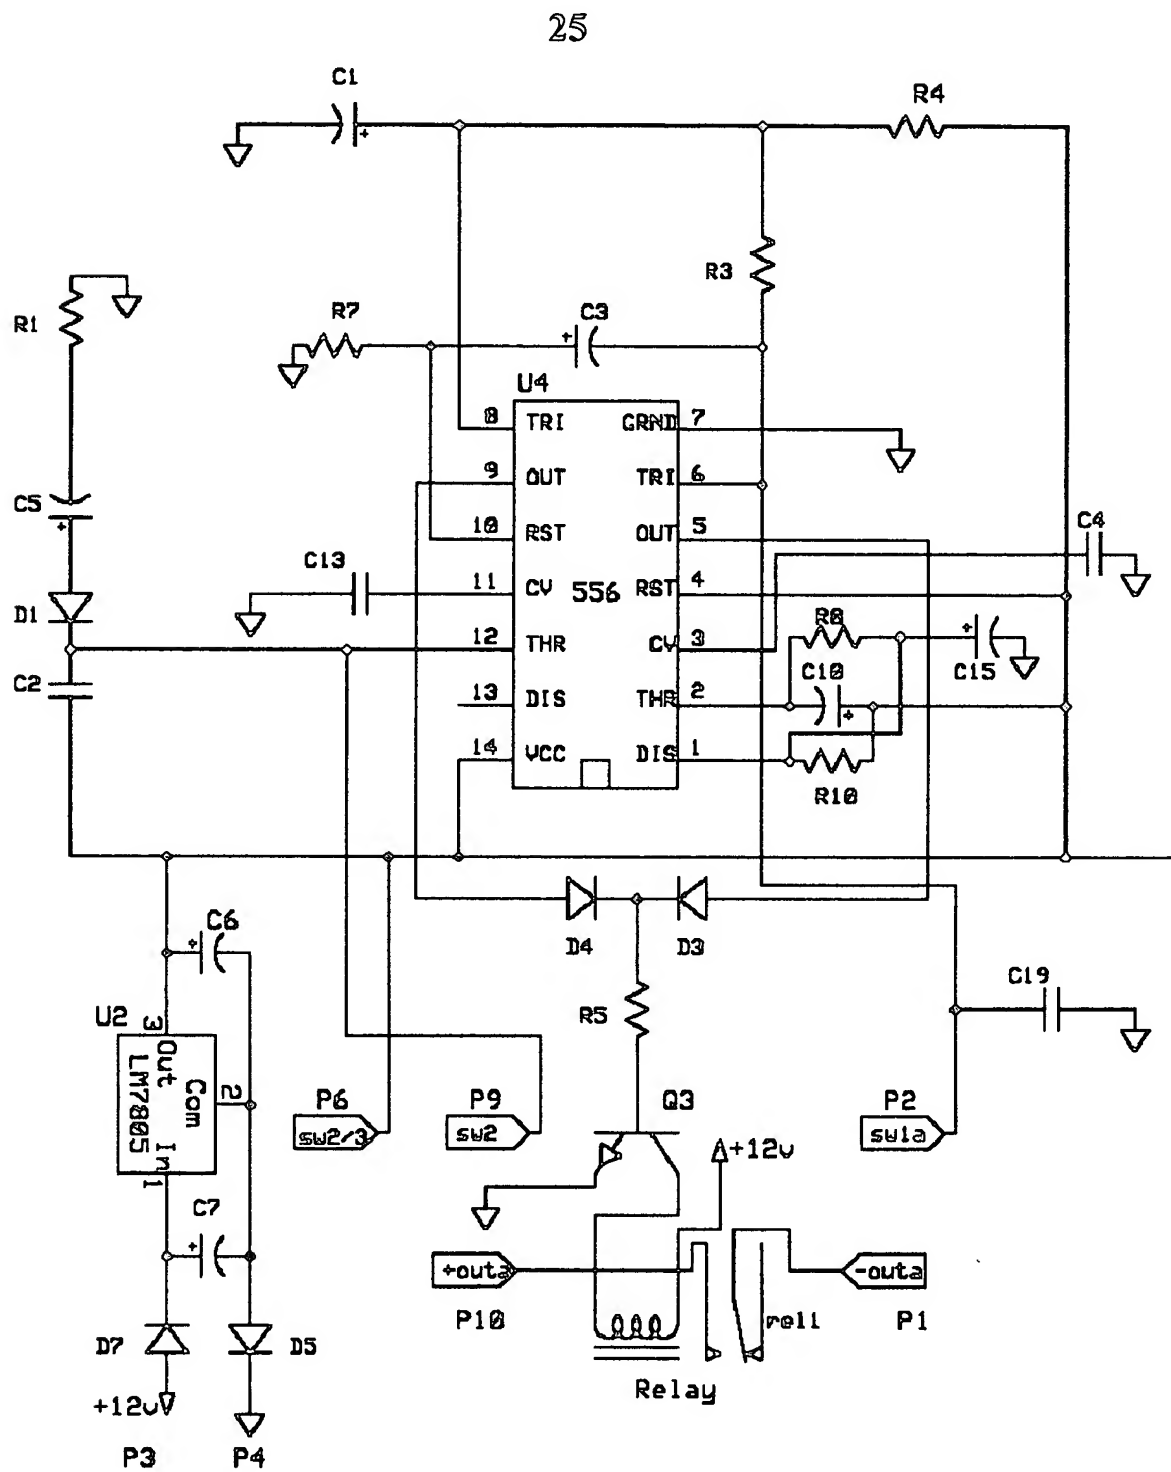 25
C1
R4
R3
R1
R7
C3
U4
8 TRI GRND 7
9 OUT TRI 6
10 RST OUT 5
C5
C4
C13
11 CV 556 RST 4
D1
R8
12 THR CV 3
C2
C10
C15
13 DIS THR 2
14 VCC DIS 1
R10
C6
D4
D3
C19
U2
R5
3 Out
LM7805
Com 2
In 1
P6
sw2/3
P9
sw2
Q3
P2
sw1a
+12v
C7
+outa
-outa
P10
rel1
P1
D7
D5
Relay
+12v
P3
P4